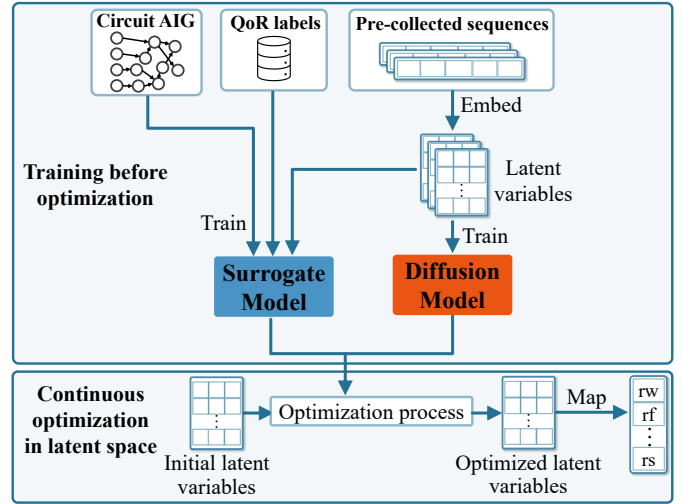 Circuit AIG
QoR labels
Pre-collected sequences
Embed
Training before
optimization
Latent
variables
Train
Train
Surrogate
Model
Diffusion
Model
Continuous
optimization
in latent space
Optimization process
Map
rw
rf
rs
Initial latent
variables
Optimized latent
variables